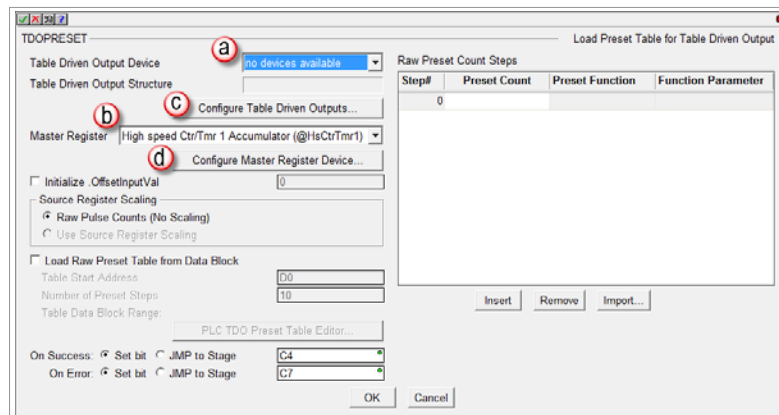 TDOPRESET
Load Preset Table for Table Driven Output
a
Table Driven Output Device
no devices available
Table Driven Output Structure
c
Configure Table Driven Outputs...
b
Master Register
High speed Ctr/Tmr 1 Accumulator (@HsCtrTmr1)
d
Configure Master Register Device...
Initialize .OffsetInputVal
0
Source Register Scaling
Raw Pulse Counts (No Scaling)
Use Source Register Scaling
Load Raw Preset Table from Data Block
Table Start Address
D0
Number of Preset Steps
10
Table Data Block Range:
PLC TDO Preset Table Editor...
On Success: Set bit JMP to Stage
C4
On Error: Set bit JMP to Stage
C7
Raw Preset Count Steps
Step# Preset Count Preset Function Function Parameter
0
Insert Remove Import...
OK Cancel